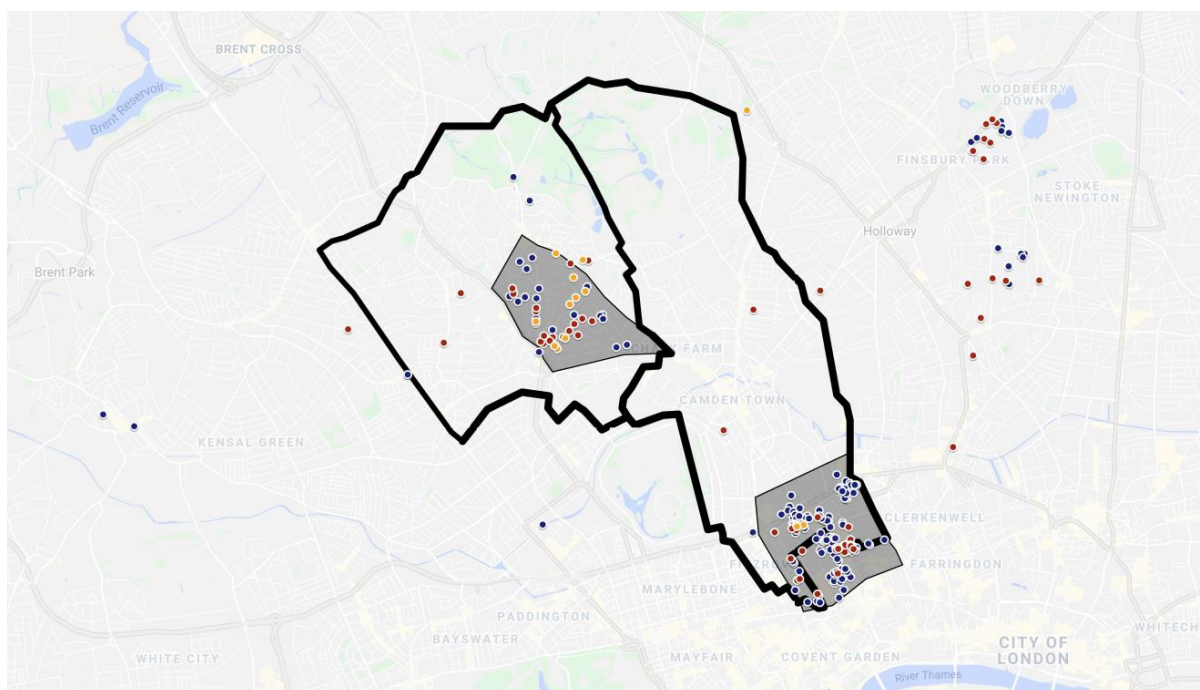 BRENT CROSS
Brent Reservoir
WOODBERRY
DOWN
FINSBURY PARK
STOKE
NEWINGTON
Holloway
Brent Park
CHALK FARM
CAMDEN TOWN
KENSAL GREEN
CLERKENWELL
FARRINGDON
MARYLEBONE
PADDINGTON
BAYSWATER
WHITE CITY
MAYFAIR
COVENT GARDEN
CITY OF
LONDON
WHITECH
River Thames